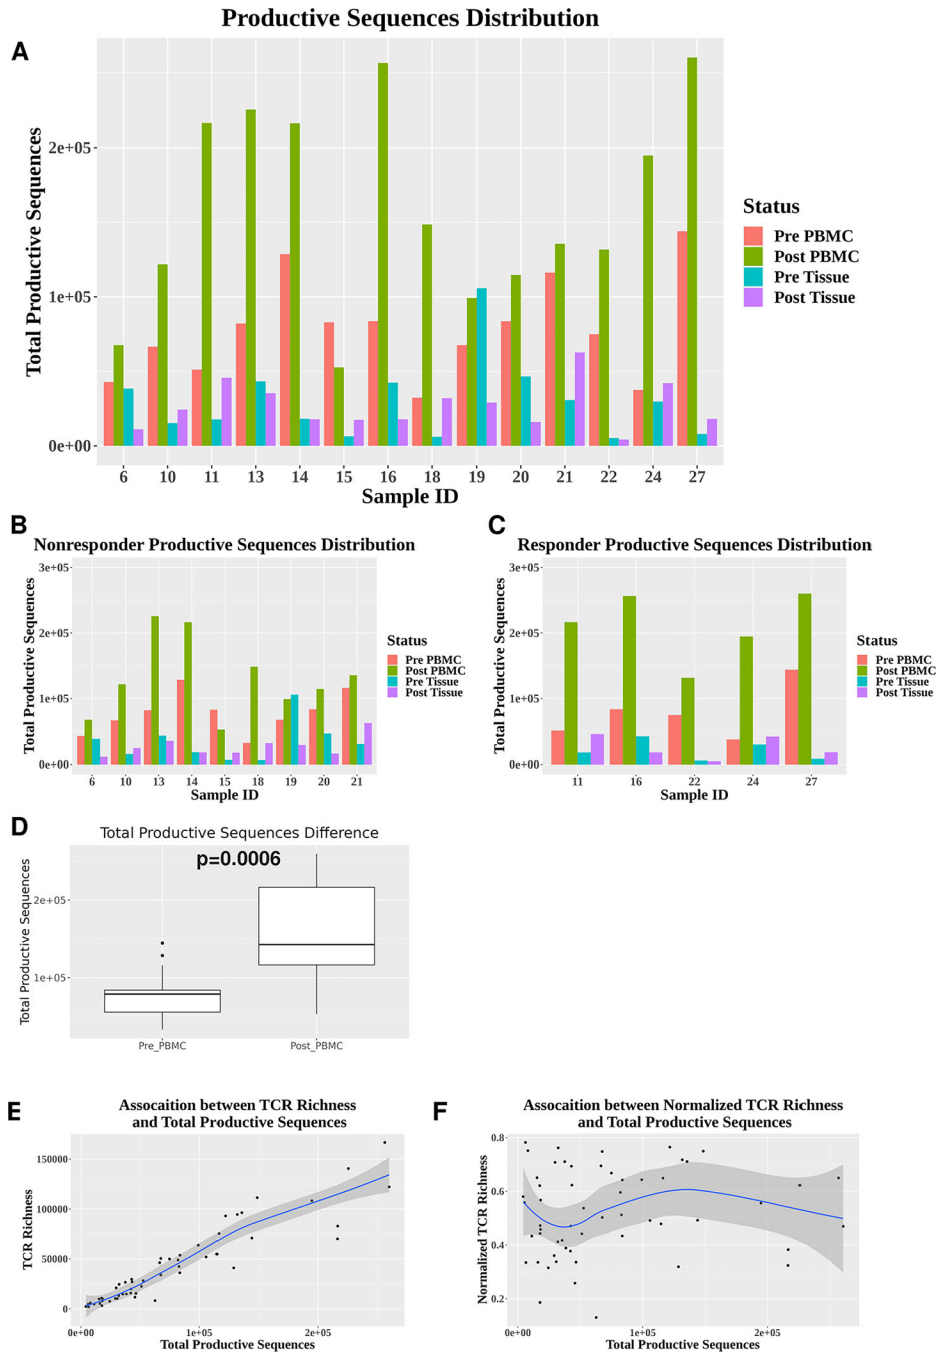 Productive Sequences Distribution
A
Total Productive Sequences
2e+05
1e+05
0e+00
6 10 11 13 14 15 16 18 19 20 21 22 24 27
Sample ID
Status
Pre PBMC
Post PBMC
Pre Tissue
Post Tissue
B
Nonresponder Productive Sequences Distribution
Total Productive Sequences
3e+05
2e+05
1e+05
0e+00
6 10 13 14 15 18 19 20 21
Sample ID
Status
Pre PBMC
Post PBMC
Pre Tissue
Post Tissue
C
Responder Productive Sequences Distribution
Total Productive Sequences
3e+05
2e+05
1e+05
0e+00
11 16 22 24 27
Sample ID
Status
Pre PBMC
Post PBMC
Pre Tissue
Post Tissue
D
Total Productive Sequences Difference
p=0.0006
Total Productive Sequences
2e+05
1e+05
Pre_PBMC Post_PBMC
E
Assocaition between TCR Richness
and Total Productive Sequences
TCR Richness
150000
100000
50000
0
0e+00 1e+05 2e+05
Total Productive Sequences
F
Assocaition between Normalized TCR Richness
and Total Productive Sequences
Normalized TCR Richness
0.8
0.6
0.4
0.2
0e+00 1e+05 2e+05
Total Productive Sequences